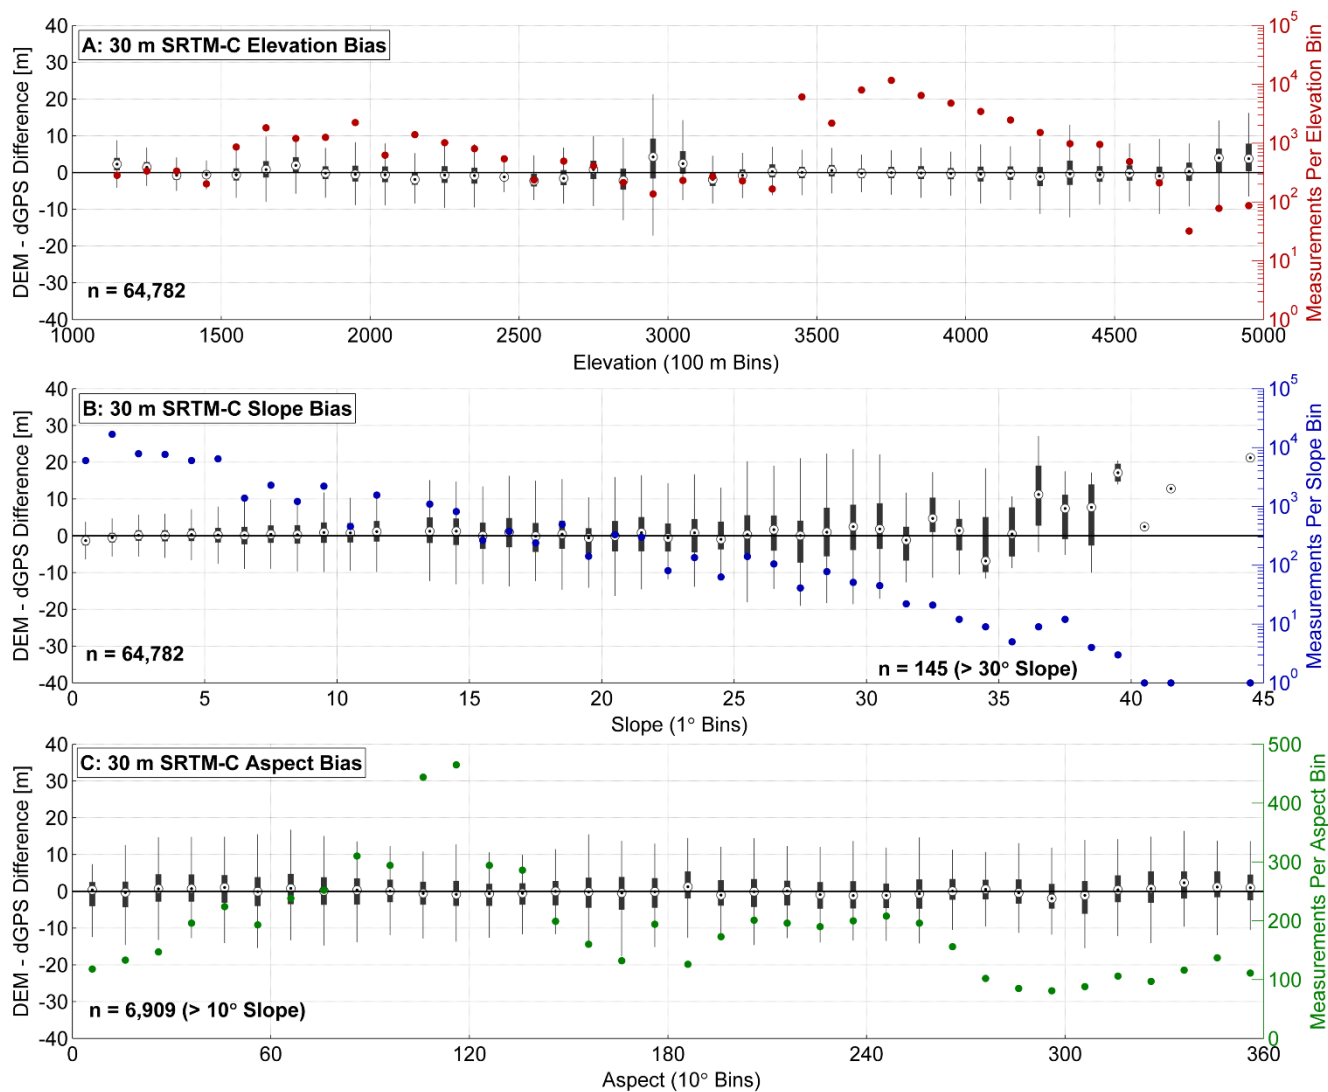 A: 30 m SRTM-C Elevation Bias
DEM - dGPS Difference [m]
40
30
20
10
0
-10
-20
-30
-40
n = 64,782
1000 1500 2000 2500 3000 3500 4000 4500 5000
Elevation (100 m Bins)
10^5
10^4
10^3
10^2
10^1
10^0
Measurements Per Elevation Bin
B: 30 m SRTM-C Slope Bias
DEM - dGPS Difference [m]
40
30
20
10
0
-10
-20
-30
-40
n = 64,782
n = 145 (> 30° Slope)
0 5 10 15 20 25 30 35 40 45
Slope (1° Bins)
10^5
10^4
10^3
10^2
10^1
10^0
Measurements Per Slope Bin
C: 30 m SRTM-C Aspect Bias
DEM - dGPS Difference [m]
40
30
20
10
0
-10
-20
-30
-40
n = 6,909 (> 10° Slope)
0 60 120 180 240 300 360
Aspect (10° Bins)
500
400
300
200
100
0
Measurements Per Aspect Bin